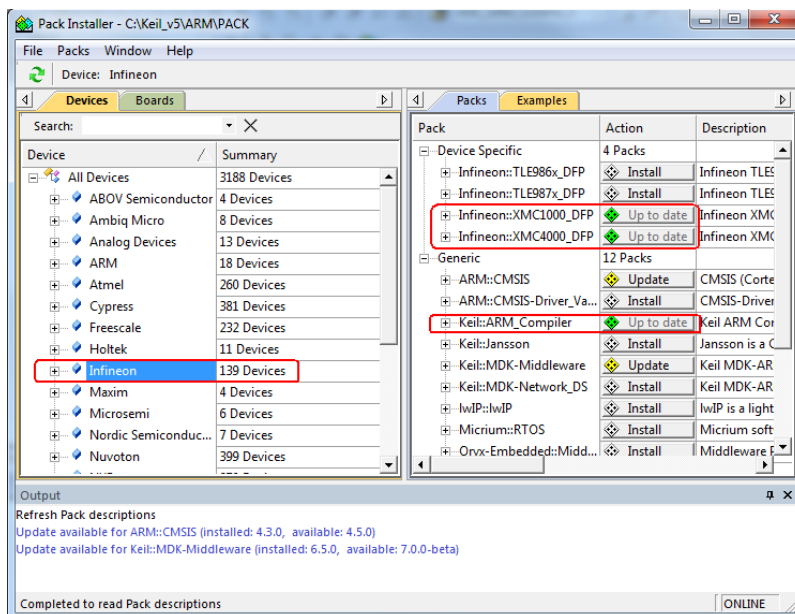 Pack Installer - C:\Keil_v5\ARM\PACK
File Packs Window Help
Device: Infineon
Devices Boards
Search:
Device / Summary
All Devices 3188 Devices
ABOV Semiconductor 4 Devices
Ambiq Micro 8 Devices
Analog Devices 13 Devices
ARM 18 Devices
Atmel 260 Devices
Cypress 381 Devices
Freescale 232 Devices
Holtek 11 Devices
Infineon 139 Devices
Maxim 4 Devices
Microsemi 6 Devices
Nordic Semiconduc... 7 Devices
Nuvoton 399 Devices
Packs Examples
Pack Action Description
Device Specific 4 Packs
Infineon::TLE986x_DFP Install Infineon TLE9
Infineon::TLE987x_DFP Install Infineon TLE9
Infineon::XMC1000_DFP Up to date Infineon XMC
Infineon::XMC4000_DFP Up to date Infineon XMC
Generic 12 Packs
ARM::CMSIS Update CMSIS (Corte
ARM::CMSIS-Driver_Va... Install CMSIS-Driver
Keil::ARM_Compiler Up to date Keil ARM Cor
Keil::Jansson Install Jansson is a C
Keil::MDK-Middleware Update Keil MDK-AR
Keil::MDK-Network_DS Install Keil MDK-AR
lwIP::lwIP Install lwIP is a light
Micrium::RTOS Install Micrium soft
Oryx-Embedded::Midd... Install Middleware P
Output
Refresh Pack descriptions
Update available for ARM::CMSIS (installed: 4.3.0, available: 4.5.0)
Update available for Keil::MDK-Middleware (installed: 6.5.0, available: 7.0.0-beta)
Completed to read Pack descriptions ONLINE